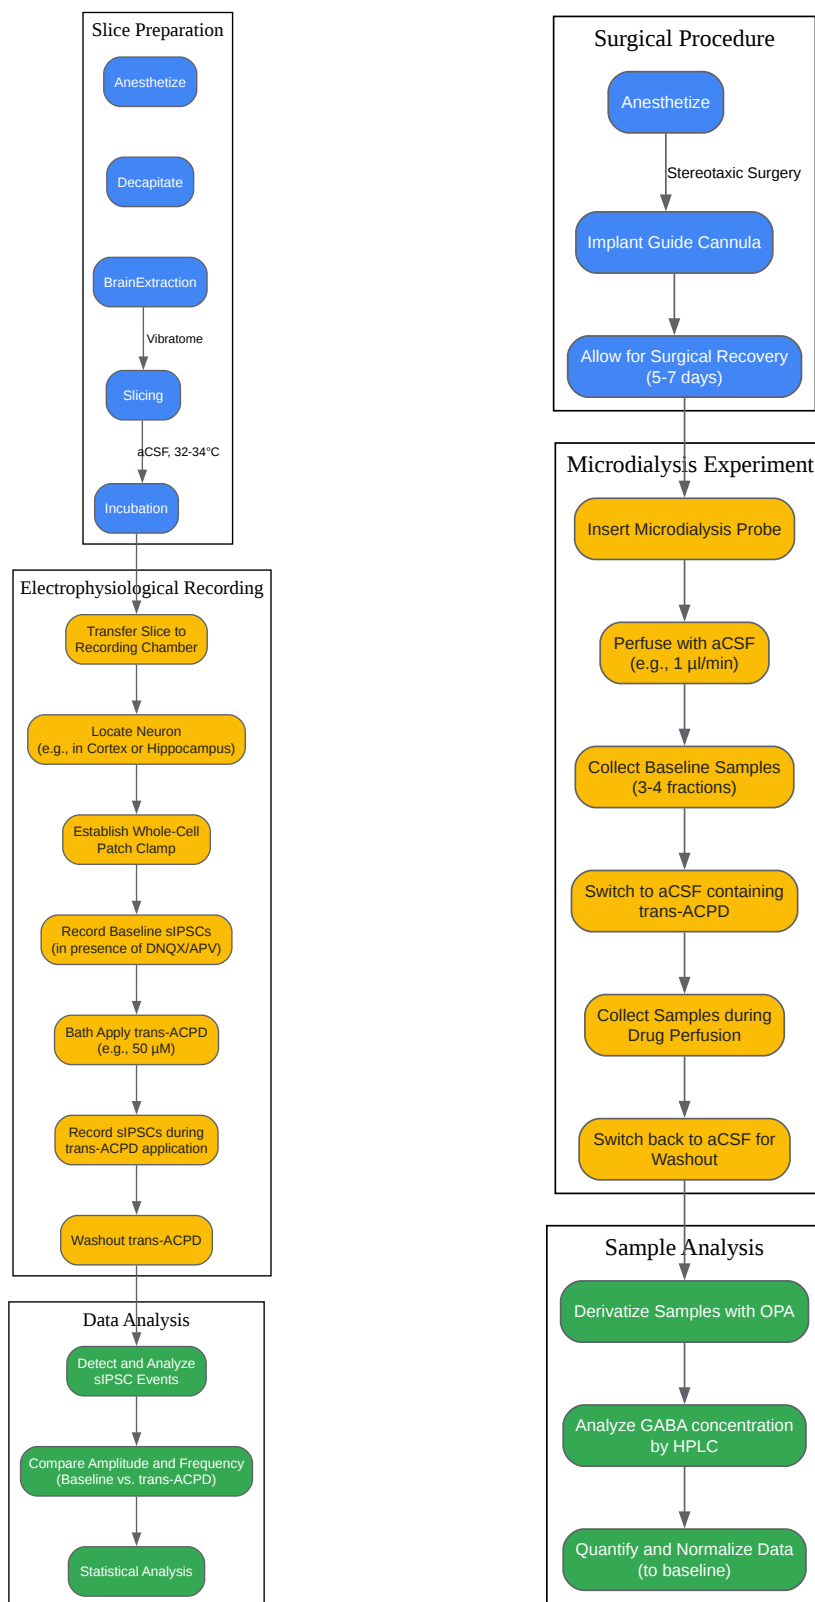 Slice Preparation
Anesthetize
Decapitate
BrainExtraction
Vibratome
Slicing
aCSF, 32-34°C
Incubation
Electrophysiological Recording
Transfer Slice to
Recording Chamber
Locate Neuron
(e.g., in Cortex or Hippocampus)
Establish Whole-Cell
Patch Clamp
Record Baseline sIPSCs
(in presence of DNQX/APV)
Bath Apply trans-ACPD
(e.g., 50 µM)
Record sIPSCs during
trans-ACPD application
Washout trans-ACPD
Data Analysis
Detect and Analyze
sIPSC Events
Compare Amplitude and Frequency
(Baseline vs. trans-ACPD)
Statistical Analysis
Surgical Procedure
Anesthetize
Stereotaxic Surgery
Implant Guide Cannula
Allow for Surgical Recovery
(5-7 days)
Microdialysis Experiment
Insert Microdialysis Probe
Perfuse with aCSF
(e.g., 1 µl/min)
Collect Baseline Samples
(3-4 fractions)
Switch to aCSF containing
trans-ACPD
Collect Samples during
Drug Perfusion
Switch back to aCSF for
Washout
Sample Analysis
Derivatize Samples with OPA
Analyze GABA concentration
by HPLC
Quantify and Normalize Data
(to baseline)